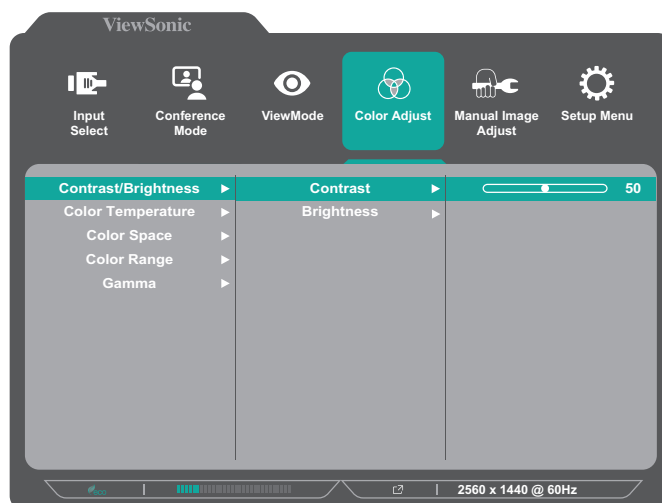 ViewSonic
Input Select
Conference Mode
ViewMode
Color Adjust
Manual Image Adjust
Setup Menu
Contrast/Brightness
Contrast
50
Color Temperature
Brightness
Color Space
Color Range
Gamma
eco
2560 x 1440 @ 60Hz